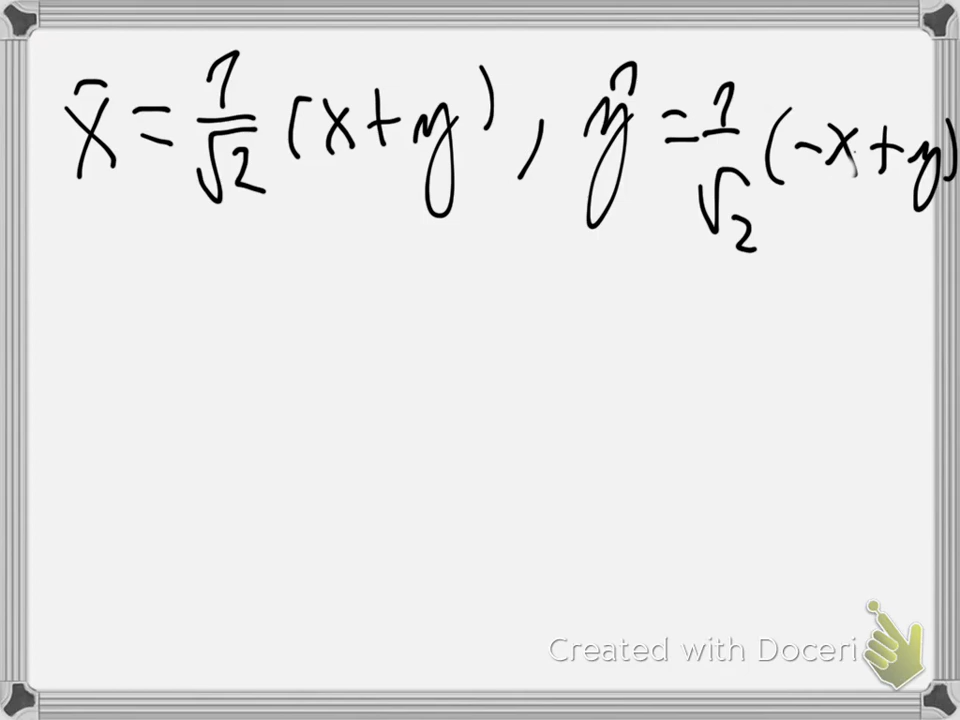 x̄ = 1/√2 (x+y), ŷ = 1/√2 (-x+y)
Created with Doceri